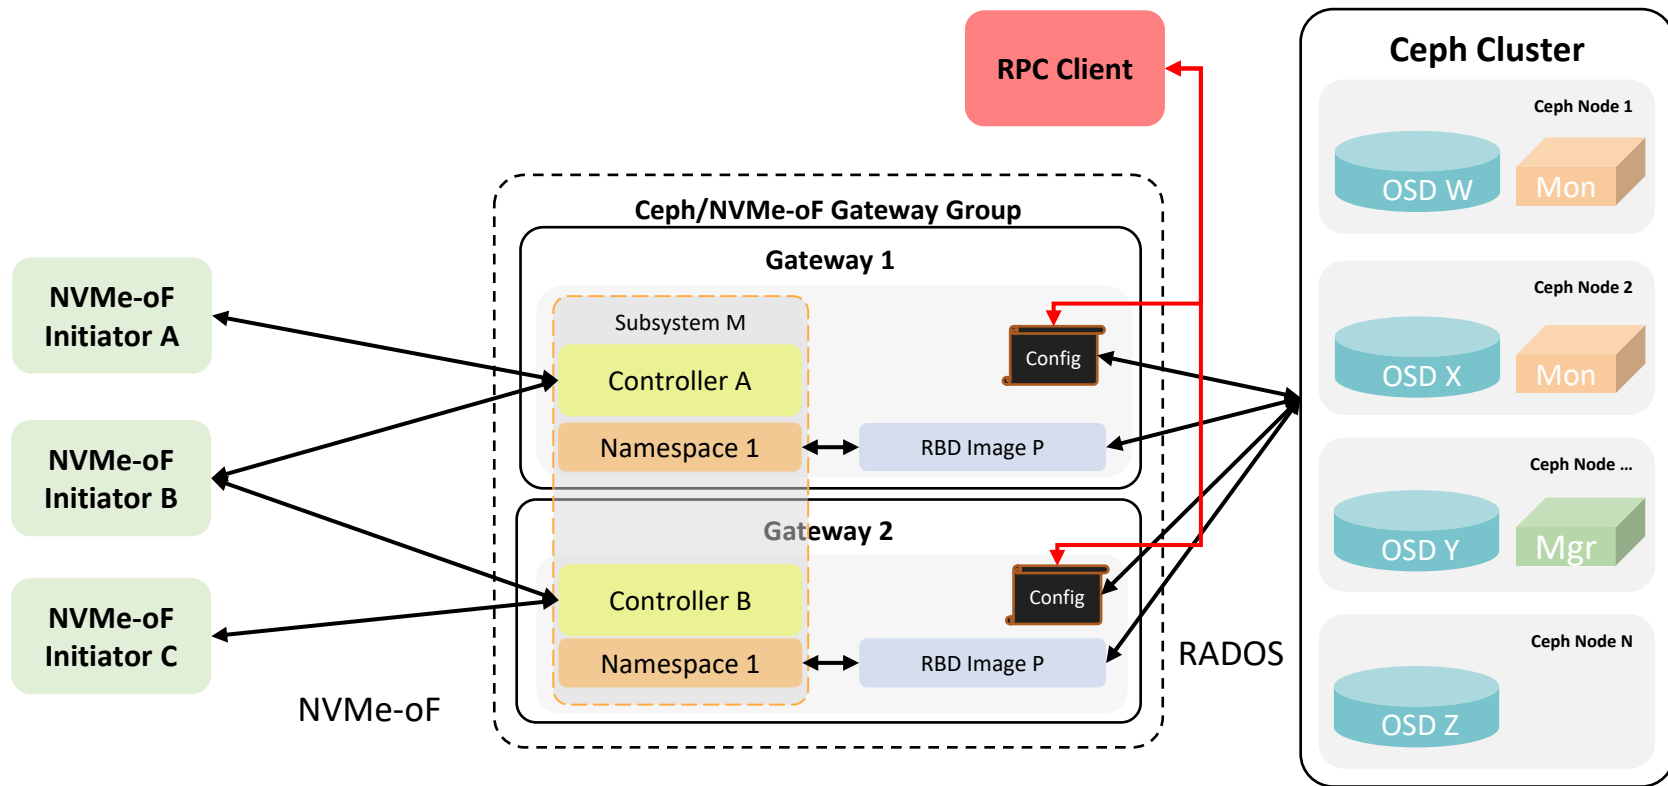 RPC Client
Ceph Cluster
Ceph Node 1
OSD W
Mon
Ceph/NVMe-oF Gateway Group
Gateway 1
NVMe-oF
Initiator A
Subsystem M
Controller A
Namespace 1
Config
RBD Image P
Ceph Node 2
OSD X
Mon
NVMe-oF
Initiator B
Gateway 2
Controller B
Namespace 1
Config
RBD Image P
Ceph Node ...
OSD Y
Mgr
NVMe-oF
Initiator C
NVMe-oF
RADOS
Ceph Node N
OSD Z